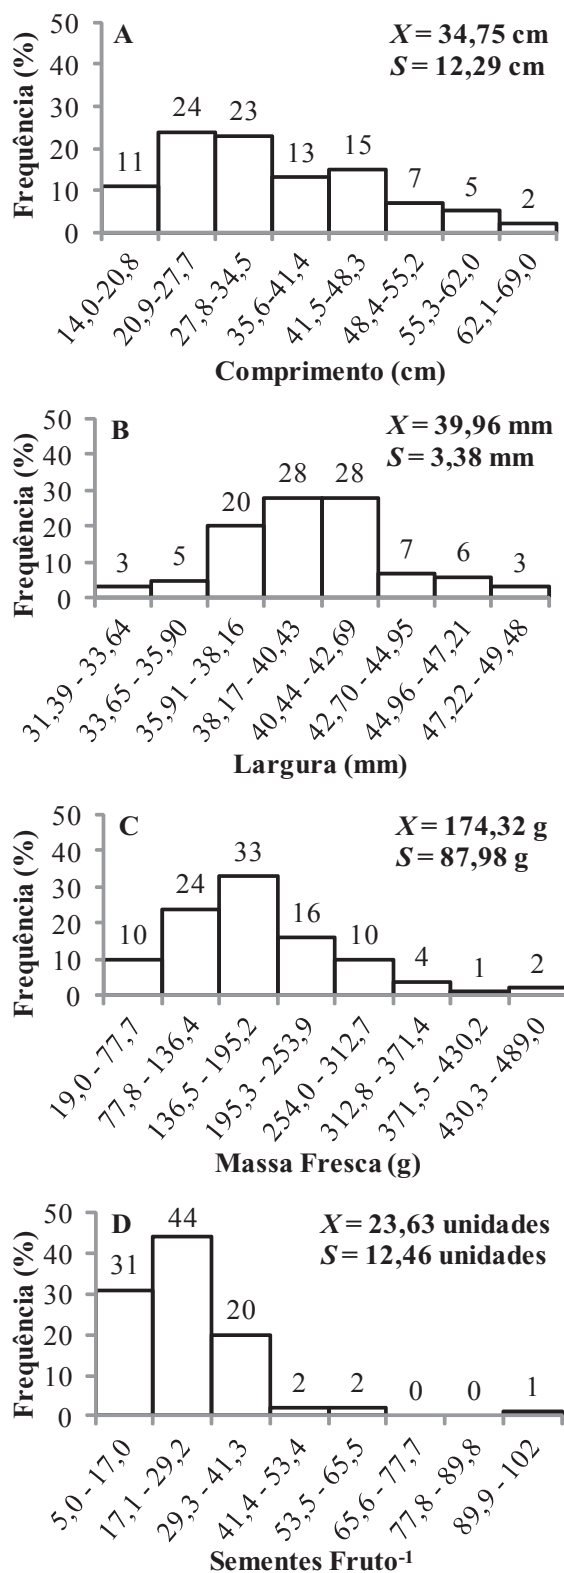 A
X = 34,75 cm
S = 12,29 cm
Frequência (%)
50
40
30
20
10
0
11
24
23
13
15
7
5
2
14,0-20,8
20,9-27,7
27,8-34,5
35,6-41,4
41,5-48,3
48,4-55,2
55,3-62,0
62,1-69,0
Comprimento (cm)
B
X = 39,96 mm
S = 3,38 mm
Frequência (%)
50
40
30
20
10
0
3
5
20
28
28
7
6
3
31,39 - 33,64
33,65 - 35,90
35,91 - 38,16
38,17 - 40,43
40,44 - 42,69
42,70 - 44,95
44,96 - 47,21
47,22 - 49,48
Largura (mm)
C
X = 174,32 g
S = 87,98 g
Frequência (%)
50
40
30
20
10
0
10
24
33
16
10
4
1
2
19,0 - 77,7
77,8 - 136,4
136,5 - 195,2
195,3 - 253,9
254,0 - 312,7
312,8 - 371,4
371,5 - 430,2
430,3 - 489,0
Massa Fresca (g)
D
X = 23,63 unidades
S = 12,46 unidades
Frequência (%)
50
40
30
20
10
0
31
44
20
2
2
0
0
1
5,0 - 17,0
17,1 - 29,2
29,3 - 41,3
41,4 - 53,4
53,5 - 65,5
65,6 - 77,7
77,8 - 89,8
89,9 - 102
Sementes Fruto⁻¹